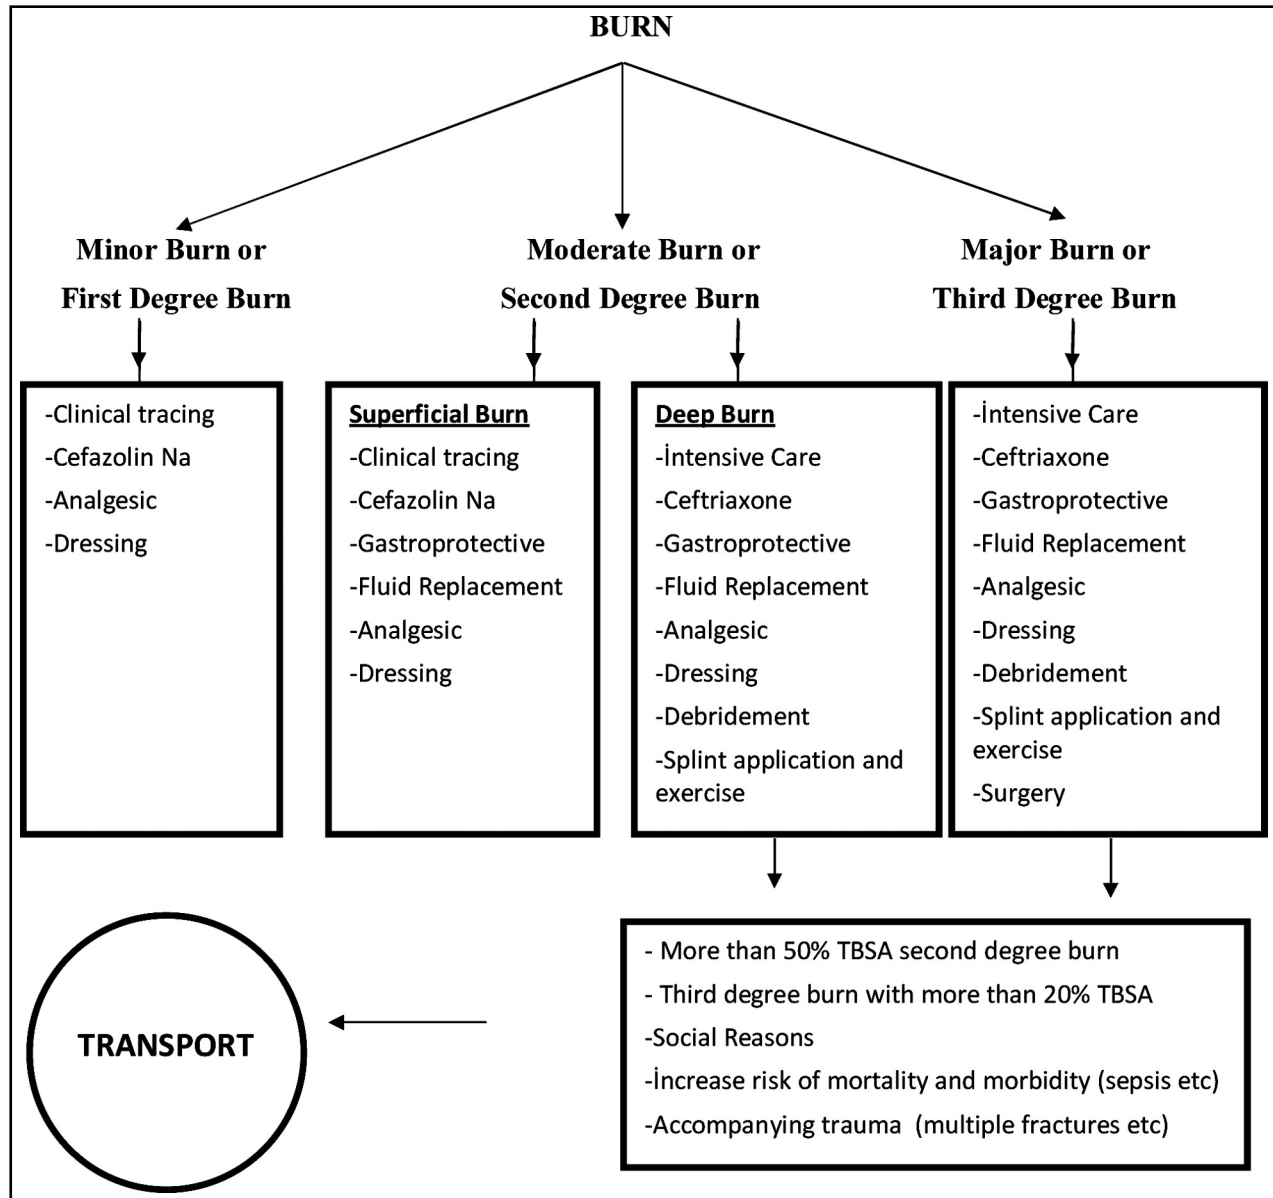 BURN
Minor Burn or
First Degree Burn
Moderate Burn or
Second Degree Burn
Major Burn or
Third Degree Burn
-Clinical tracing
-Cefazolin Na
-Analgesic
-Dressing
Superficial Burn
-Clinical tracing
-Cefazolin Na
-Gastroprotective
-Fluid Replacement
-Analgesic
-Dressing
Deep Burn
-İntensive Care
-Ceftriaxone
-Gastroprotective
-Fluid Replacement
-Analgesic
-Dressing
-Debridement
-Splint application and
exercise
-İntensive Care
-Ceftriaxone
-Gastroprotective
-Fluid Replacement
-Analgesic
-Dressing
-Debridement
-Splint application and
exercise
-Surgery
- More than 50% TBSA second degree burn
- Third degree burn with more than 20% TBSA
-Social Reasons
-İncrease risk of mortality and morbidity (sepsis etc)
-Accompanying trauma  (multiple fractures etc)
TRANSPORT